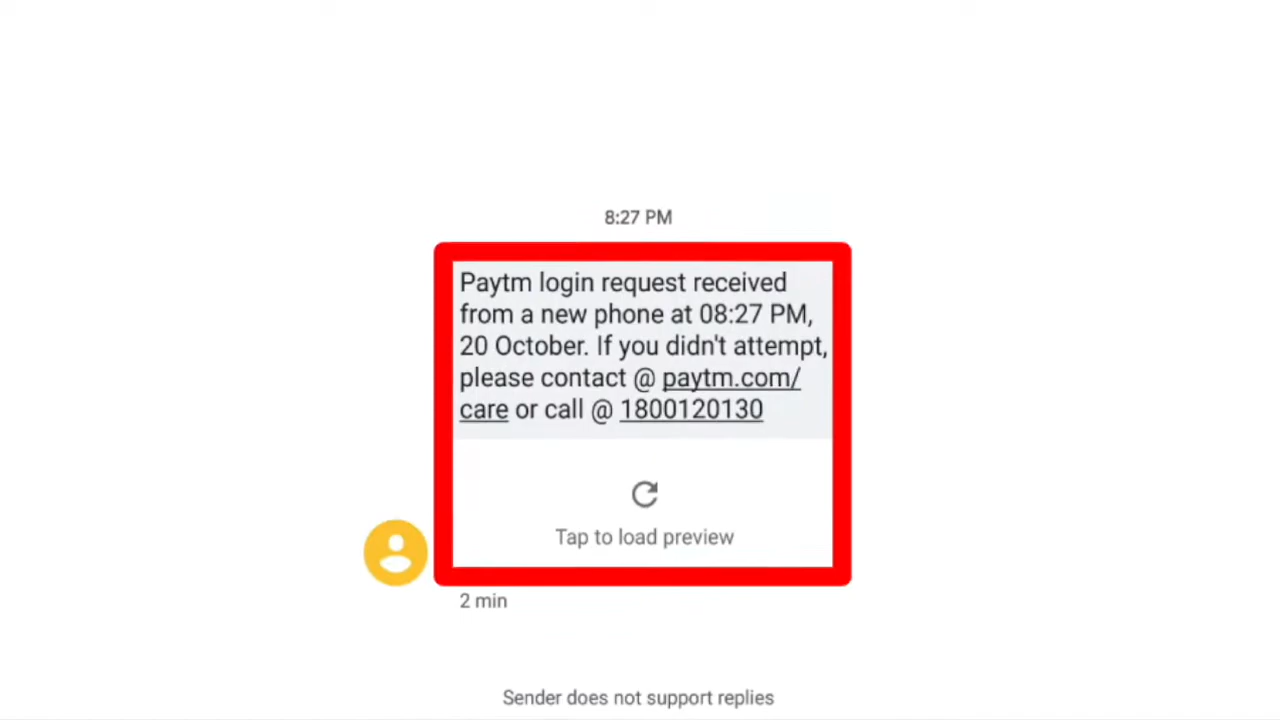 8:27 PM
Paytm login request received
from a new phone at 08:27 PM,
20 October. If you didn't attempt,
please contact @ paytm.com/
care or call @ 1800120130
Tap to load preview
2 min
Sender does not support replies